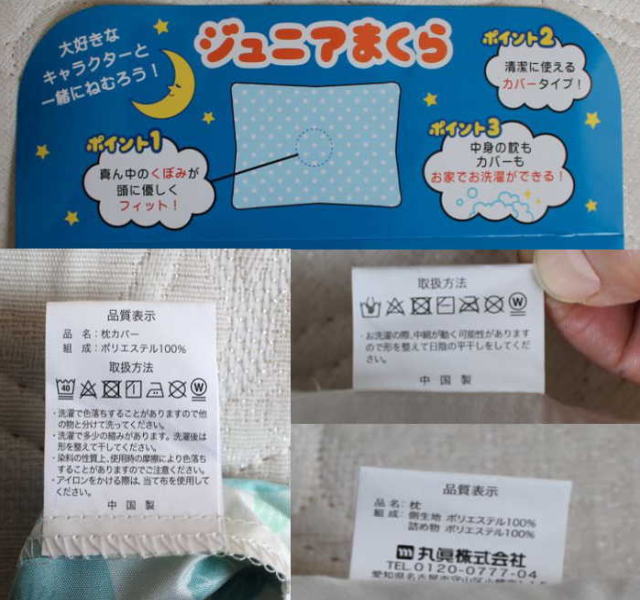 大好きな
キャラクターと
一緒にねむろう!
ジュニアまくら
ポイント2
清潔に使える
カバータイプ!
ポイント1
真ん中のくぼみが
頭に優しく
フィット!
ポイント3
中身の枕も
カバーも
お家でお洗濯ができる!
品質表示
品名:枕カバー
組成:ポリエステル100%
取扱方法
40
W
・洗濯で色落ちすることがありますので他
の物と分けて洗ってください。
・洗濯で多少の縮みがあります。洗濯後は
形を整えて干してください。
・染料の性質上、使用時の摩擦により色落ち
することがありますのでご注意ください。
・アイロンをかける際は、当て布を使用して
ください。
中国製
取扱方法
W
・お洗濯の際、中綿が動く可能性があります
ので形を整えて日陰の平干しをしてくだ
さい。
中国製
品質表示
品名:枕
組成:側生地 ポリエステル100%
詰め物 ポリエステル100%
m 丸眞株式会社
TEL.0120-0777-04
愛知県名古屋市守山区